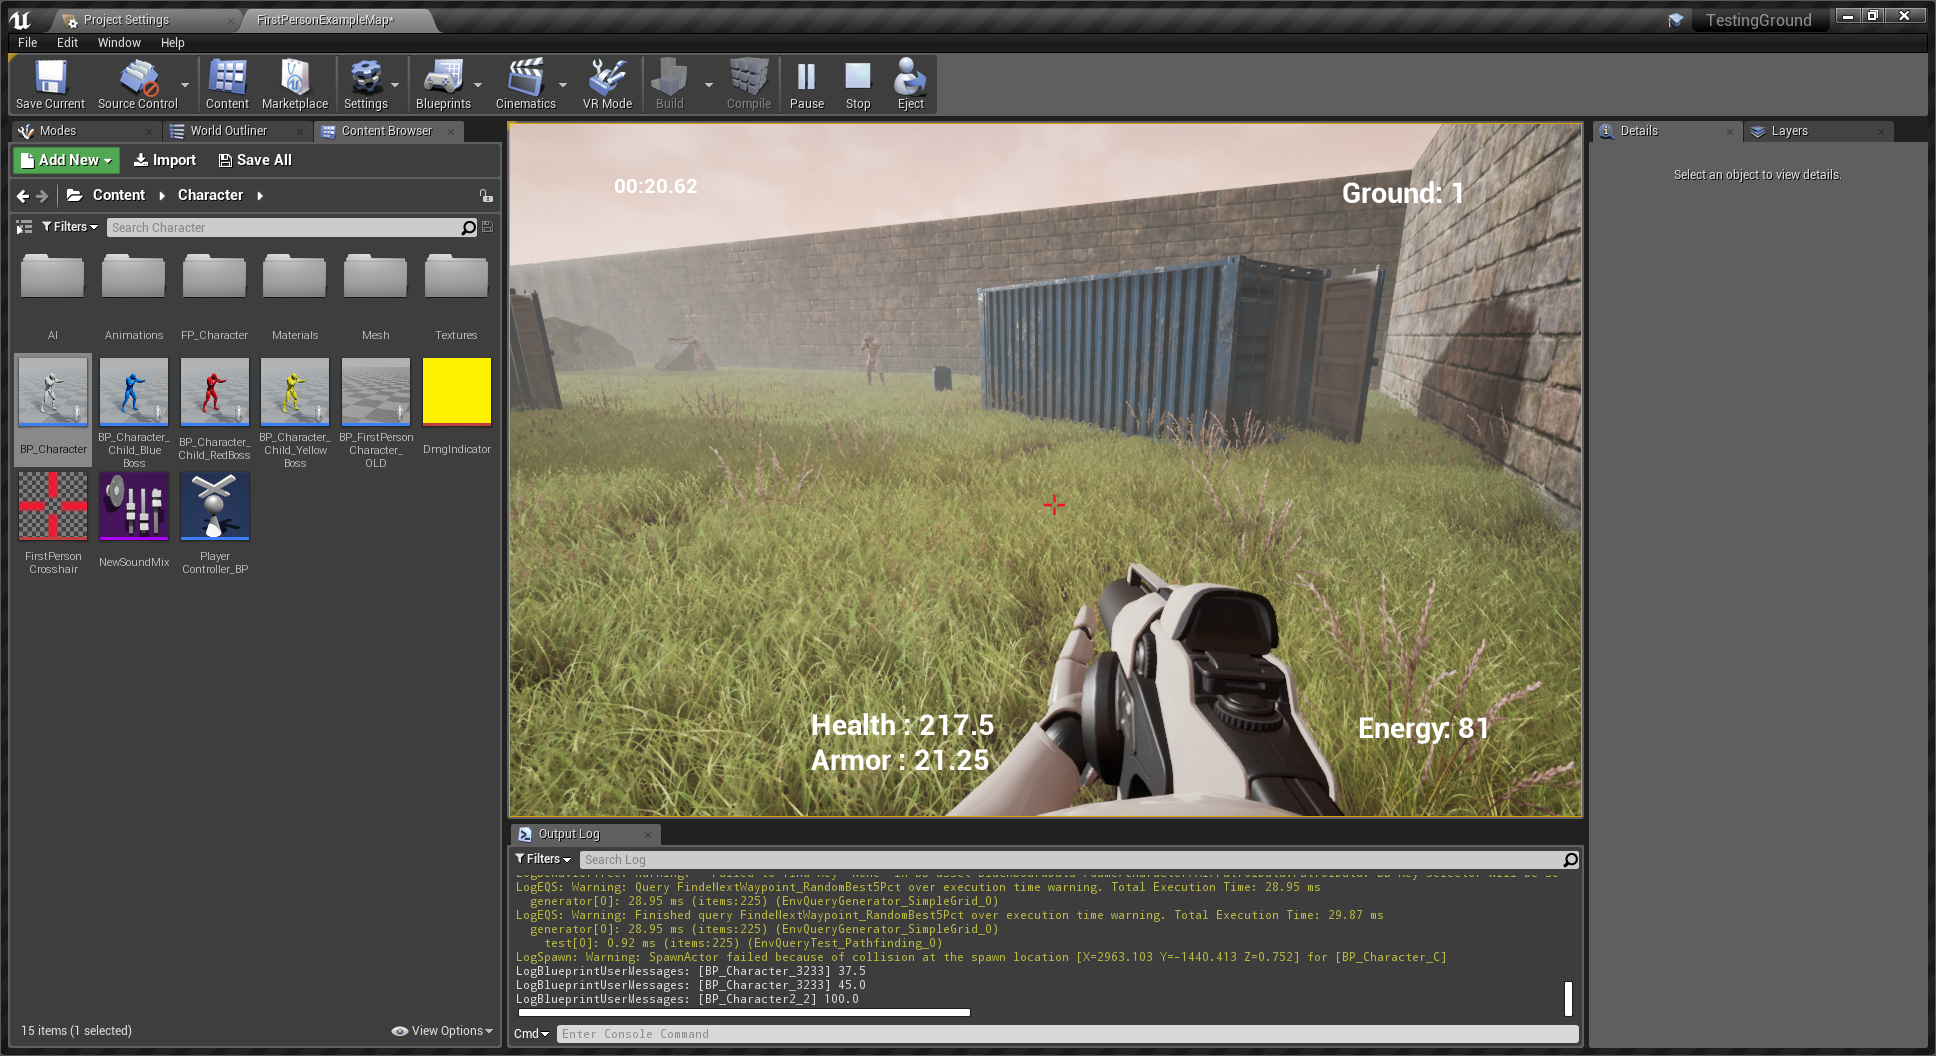 Project Settings
FirstPersonExampleMap*
TestingGround
File Edit Window Help
Save Current
Source Control
Content
Marketplace
Settings
Blueprints
Cinematics
VR Mode
Build
Compile
Pause
Stop
Eject
Modes
World Outliner
Content Browser
Add New
Import
Save All
Content
Character
Filters
Search Character
AI
Animations
FP_Character
Materials
Mesh
Textures
BP_Character
BP_Character_
Child_Blue
Boss
BP_Character_
Child_RedBoss
BP_Character_
Child_Yellow
Boss
BP_FirstPerson
Character_
OLD
DmgIndicator
FirstPerson
Crosshair
NewSoundMix
Player
Controller_BP
15 items (1 selected)
View Options
00:20.62
Ground: 1
Health : 217.5
Armor : 21.25
Energy: 81
Output Log
Filters
Search Log
LogEQS: Warning: Query FindeNextWaypoint_RandomBest5Pct over execution time warning. Total Execution Time: 28.95 ms
generator[0]: 28.95 ms (items:225) (EnvQueryGenerator_SimpleGrid_0)
LogEQS: Warning: Finished query FindeNextWaypoint_RandomBest5Pct over execution time warning. Total Execution Time: 29.87 ms
generator[0]: 28.95 ms (items:225) (EnvQueryGenerator_SimpleGrid_0)
test[0]: 0.92 ms (items:225) (EnvQueryTest_Pathfinding_0)
LogSpawn: Warning: SpawnActor failed because of collision at the spawn location [X=2963.103 Y=-1440.413 Z=0.752] for [BP_Character_C]
LogBlueprintUserMessages: [BP_Character_3233] 37.5
LogBlueprintUserMessages: [BP_Character_3233] 45.0
LogBlueprintUserMessages: [BP_Character2_2] 100.0
Cmd
Enter Console Command
Details
Layers
Select an object to view details.